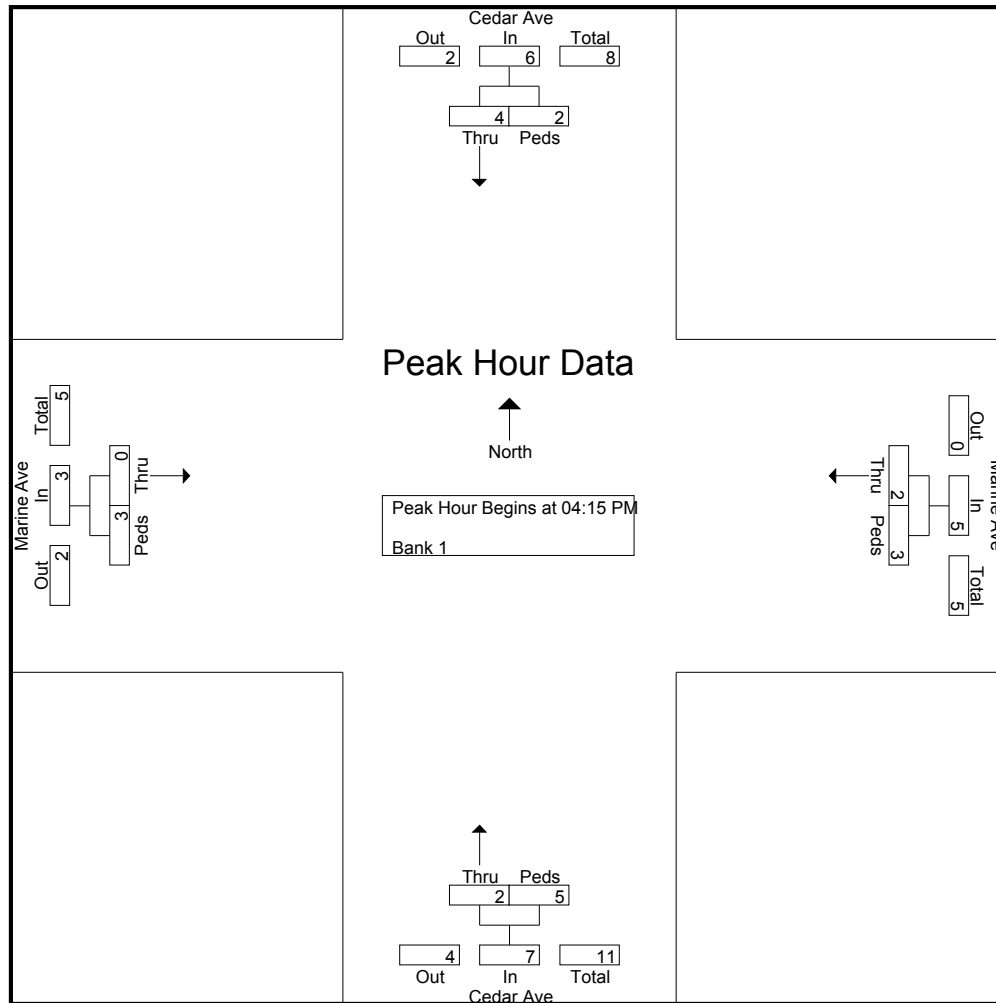 Cedar Ave
Out In Total
2 6 8
4 2
Thru Peds
Peak Hour Data
North
Peak Hour Begins at 04:15 PM
Bank 1
Marine Ave
Total In Out
5 3 2
0 3
Thru Peds
Marine Ave
Out In Total
0 5 5
2 3
Thru Peds
Thru Peds
2 5
4 7 11
Out In Total
Cedar Ave